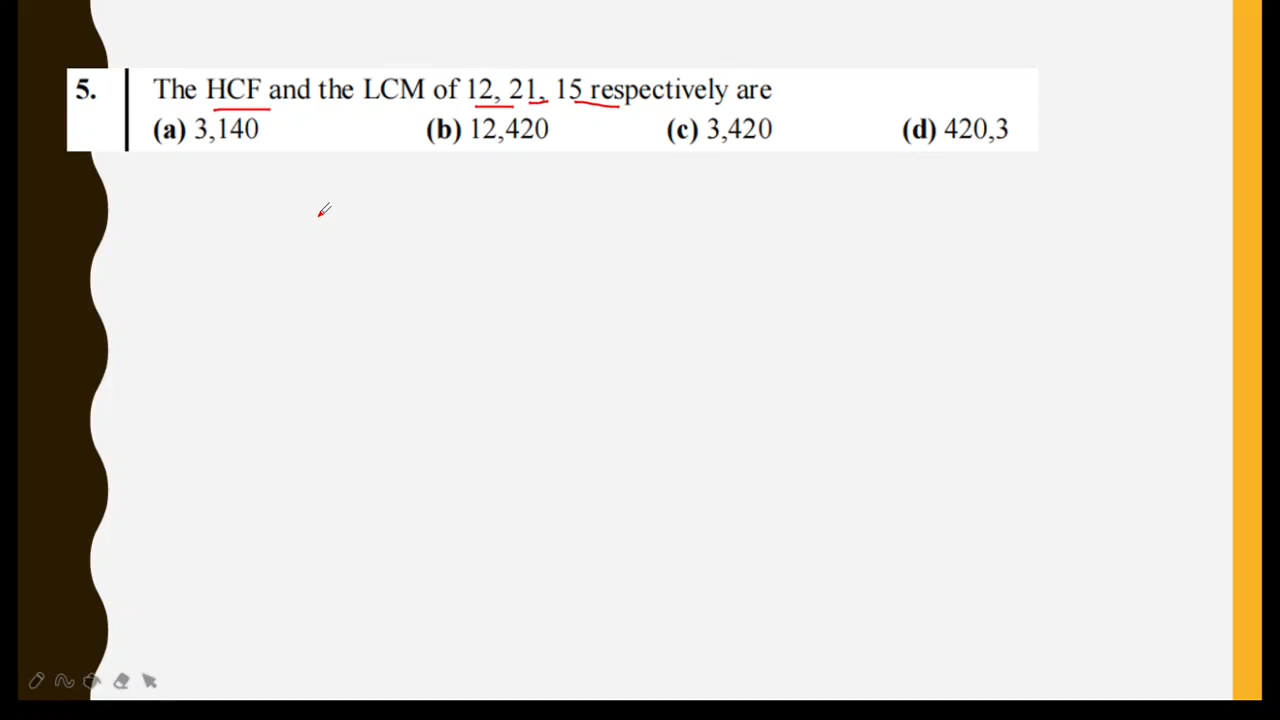 5. The HCF and the LCM of 12, 21, 15 respectively are
(a) 3,140 (b) 12,420 (c) 3,420 (d) 420,3